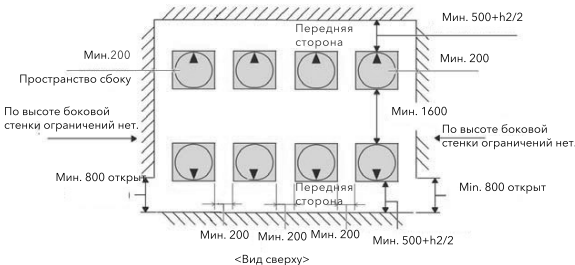 Мин. 500+h2/2
Передняя
сторона
Мин.200
Пространство сбоку
Мин. 200
По высоте боковой
стенки ограничений нет.
Мин. 1600
По высоте боковой
стенки ограничений нет.
Мин. 800 открыт
Передняя
сторона
Min. 800 открыт
Мин. 200
Мин. 200
Мин. 200
Мин. 500+h2/2
<Вид сверху>